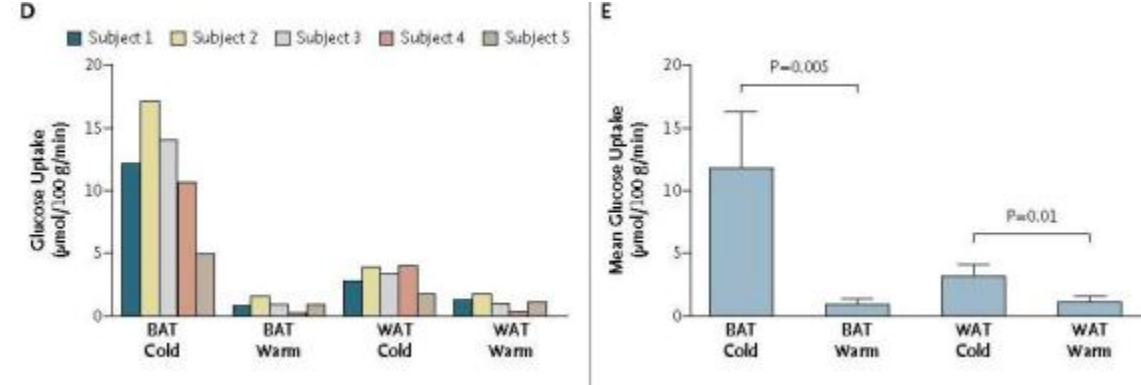 D
Subject 1 Subject 2 Subject 3 Subject 4 Subject 5
Glucose Uptake
(µmol/100 g/min)
20
15
10
5
0
BAT
Cold
BAT
Warm
WAT
Cold
WAT
Warm
E
Mean Glucose Uptake
(µmol/100 g/min)
20
15
10
5
0
P=0.005
P=0.01
BAT
Cold
BAT
Warm
WAT
Cold
WAT
Warm